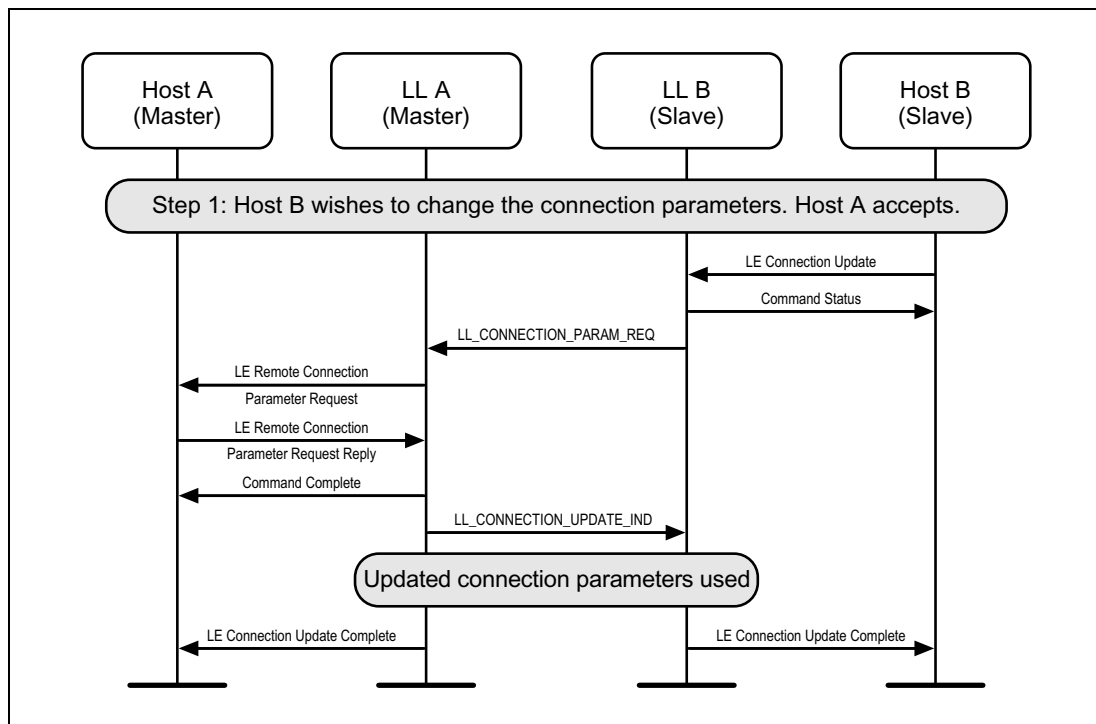 Host A
(Master)
LL A
(Master)
LL B
(Slave)
Host B
(Slave)
Step 1: Host B wishes to change the connection parameters. Host A accepts.
LE Connection Update
Command Status
LL_CONNECTION_PARAM_REQ
LE Remote Connection
Parameter Request
LE Remote Connection
Parameter Request Reply
Command Complete
LL_CONNECTION_UPDATE_IND
Updated connection parameters used
LE Connection Update Complete
LE Connection Update Complete